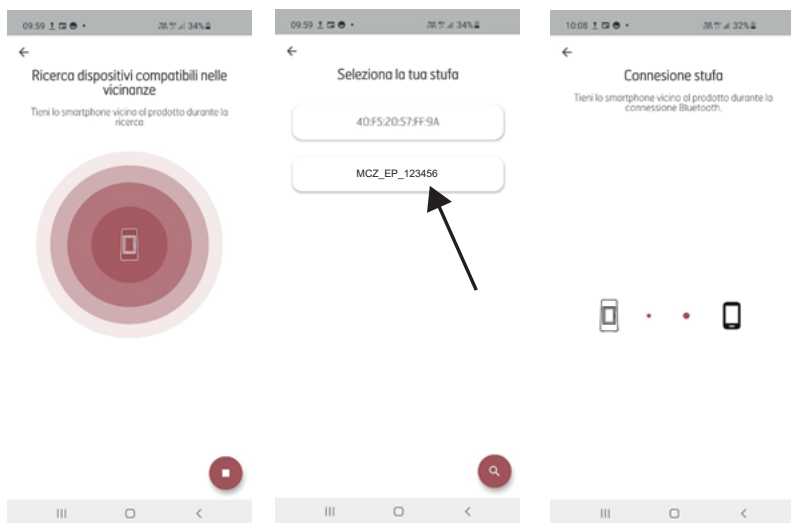 09:59
34%
Ricerca dispositivi compatibili nelle
vicinanze
Tieni lo smartphone vicino al prodotto durante la
ricerca
09:59
34%
Seleziona la tua stufa
4D:F5:20:57:FF:9A
MCZ_EP_123456
10:08
32%
Connesione stufa
Tieni lo smartphone vicino al prodotto durante la
connessione Bluetooth.